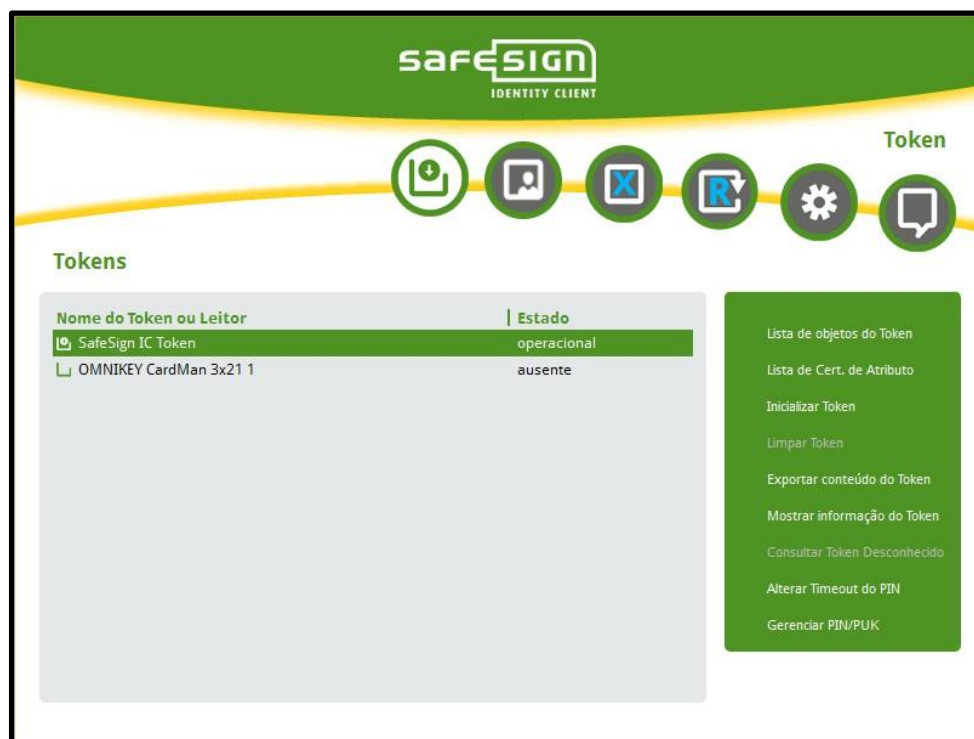 safesign
IDENTITY CLIENT
Token
X
R
Tokens
Nome do Token ou Leitor Estado
SafeSign IC Token operacional
OMNIKEY CardMan 3x21 1 ausente
Lista de objetos do Token
Lista de Cert. de Atributo
Inicializar Token
Limpar Token
Exportar conteúdo do Token
Mostrar informação do Token
Consultar Token Desconhecido
Alterar Timeout do PIN
Gerenciar PIN/PUK